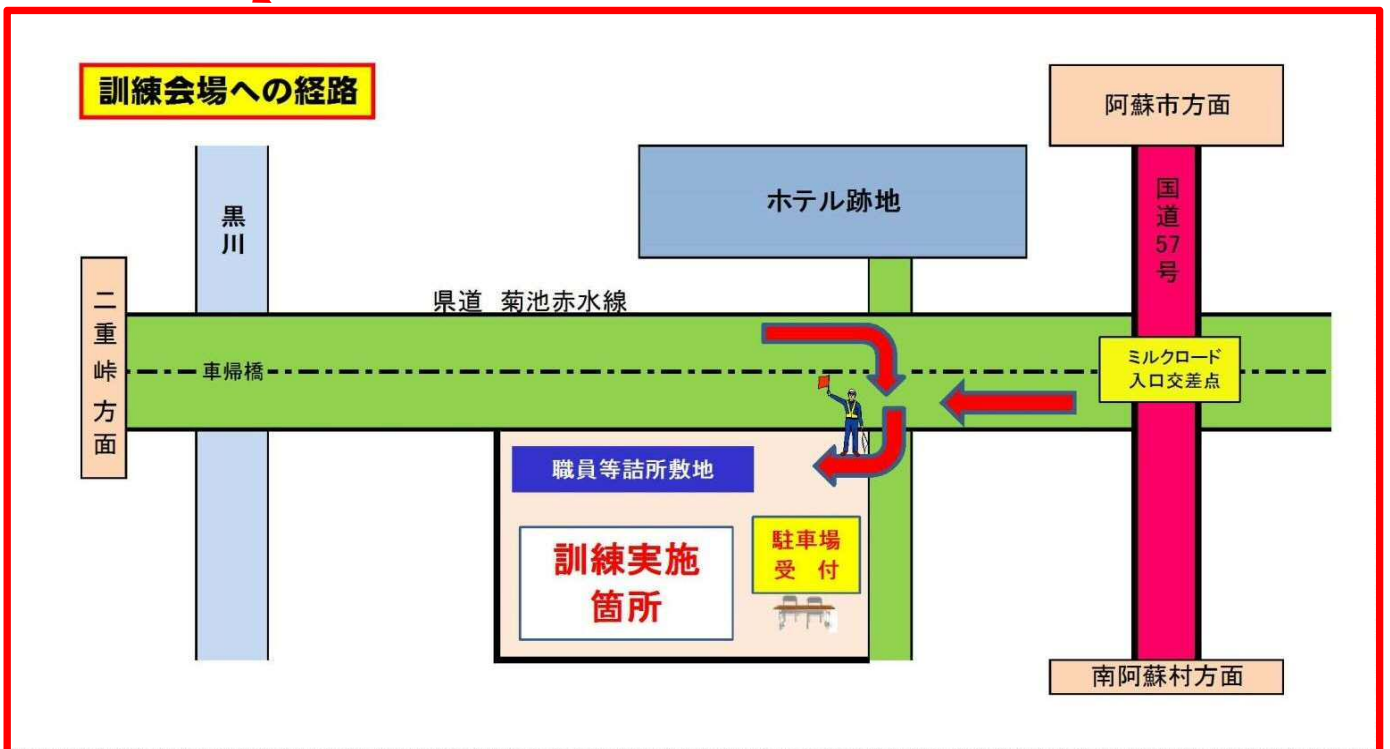 訓練会場への経路
阿蘇市方面
国道57号
ホテル跡地
黒川
二重峠方面
県道 菊池赤水線
車帰橋
ミルクロード
入口交差点
職員等詰所敷地
訓練実施
箇所
駐車場
受 付
南阿蘇村方面